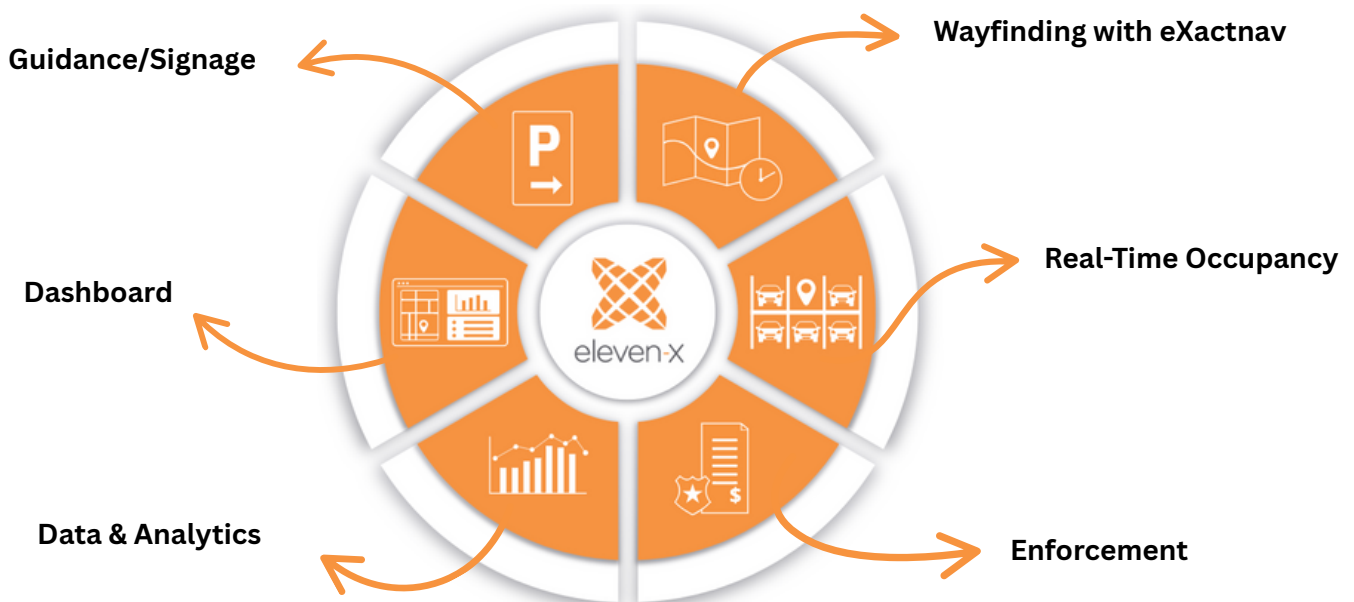 Wayfinding with eXactnav
Guidance/Signage
P
Real-Time Occupancy
Dashboard
eleven-x
$
Data & Analytics
Enforcement